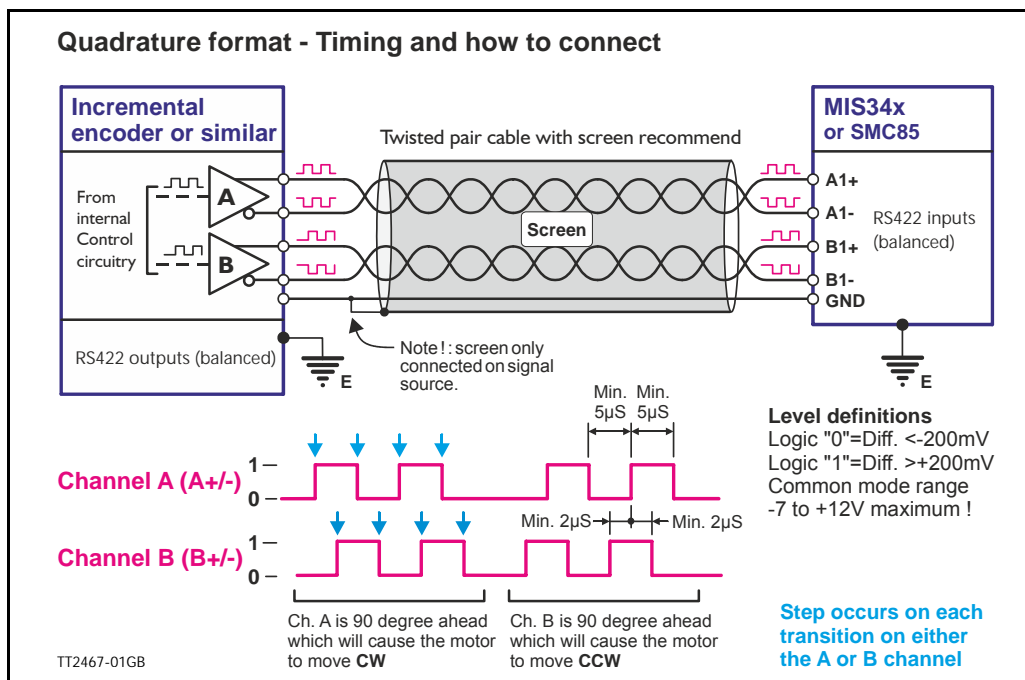 Quadrature format - Timing and how to connect
Incremental
encoder or similar
MIS34x
or SMC85
Twisted pair cable with screen recommend
From
internal
Control
circuitry
A
B
Screen
A1+
A1-
B1+
B1-
GND
RS422 inputs
(balanced)
RS422 outputs (balanced)
E
Note! : screen only
connected on signal
source.
E
Min.
5µS
Min.
5µS
Level definitions
Logic "0"=Diff. <-200mV
Logic "1"=Diff. >+200mV
Common mode range
-7 to +12V maximum !
Channel A (A+/-)
1
0
Min. 2µS
Min. 2µS
Channel B (B+/-)
1
0
Ch. A is 90 degree ahead
which will cause the motor
to move CW
Ch. B is 90 degree ahead
which will cause the motor
to move CCW
Step occurs on each
transition on either
the A or B channel
TT2467-01GB